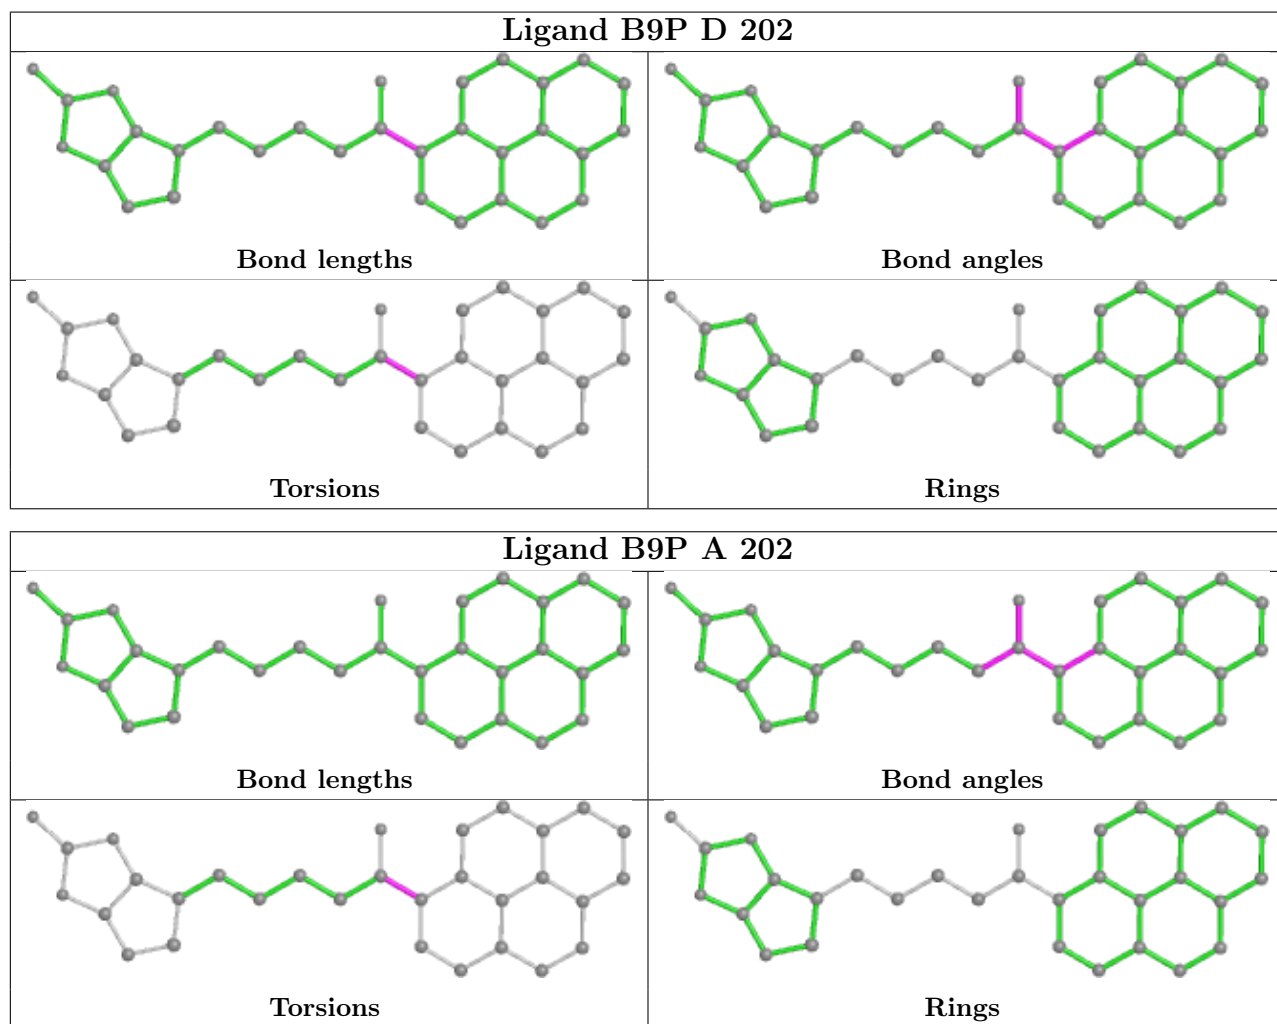 Ligand B9P D 202
Bond lengths
Bond angles
Torsions
Rings
Ligand B9P A 202
Bond lengths
Bond angles
Torsions
Rings